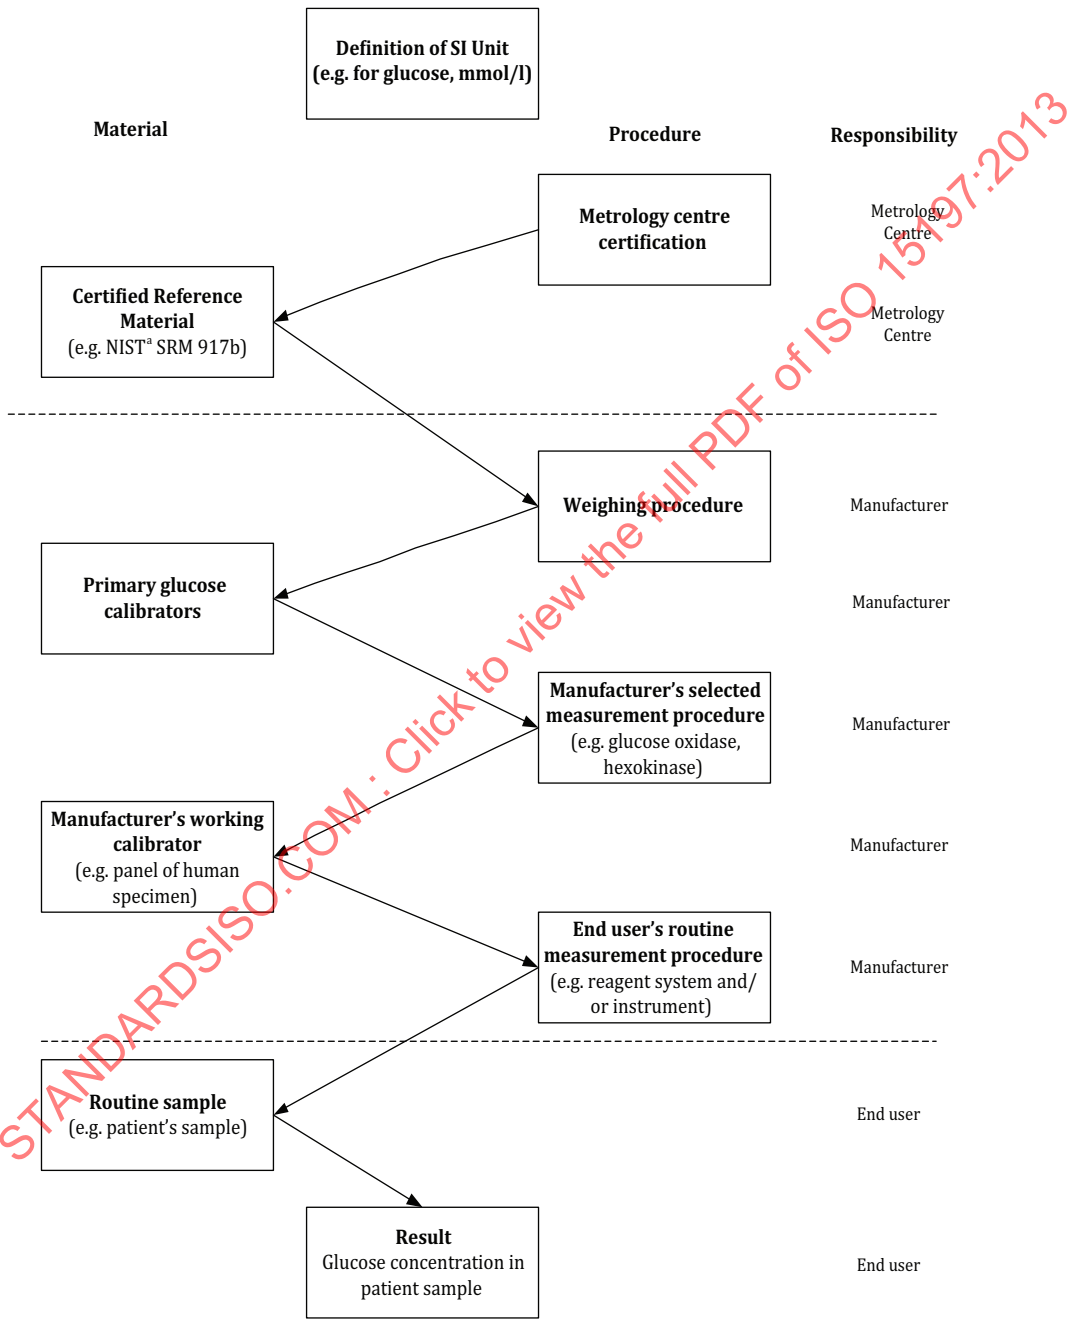 Definition of SI Unit
(e.g. for glucose, mmol/l)
Material
Procedure
Responsibility
Metrology centre
certification
Metrology
Centre
Certified Reference
Material
(e.g. NISTª SRM 917b)
Metrology
Centre
Weighing procedure
Manufacturer
Primary glucose
calibrators
Manufacturer
Manufacturer’s selected
measurement procedure
(e.g. glucose oxidase,
hexokinase)
Manufacturer
Manufacturer’s working
calibrator
(e.g. panel of human
specimen)
Manufacturer
End user’s routine
measurement procedure
(e.g. reagent system and/
or instrument)
Manufacturer
Routine sample
(e.g. patient’s sample)
End user
Result
Glucose concentration in
patient sample
End user
STANDARDSISO.COM : Click to view the full PDF of ISO 15197:2013